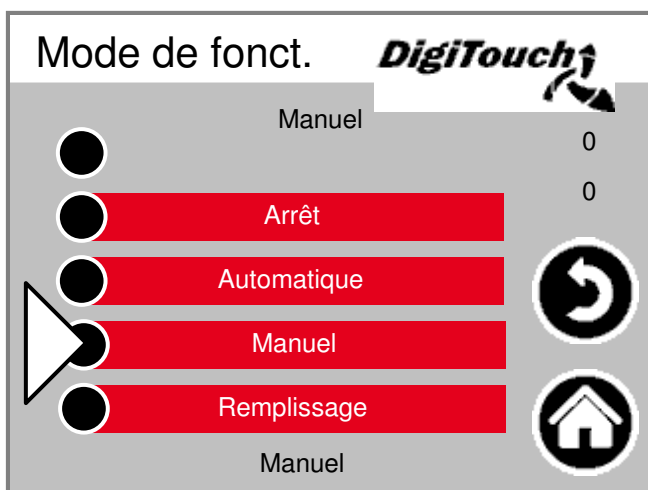 Mode de fonct.
DigiTouch
Manuel
0
0
Arrêt
Automatique
Manuel
Remplissage
Manuel